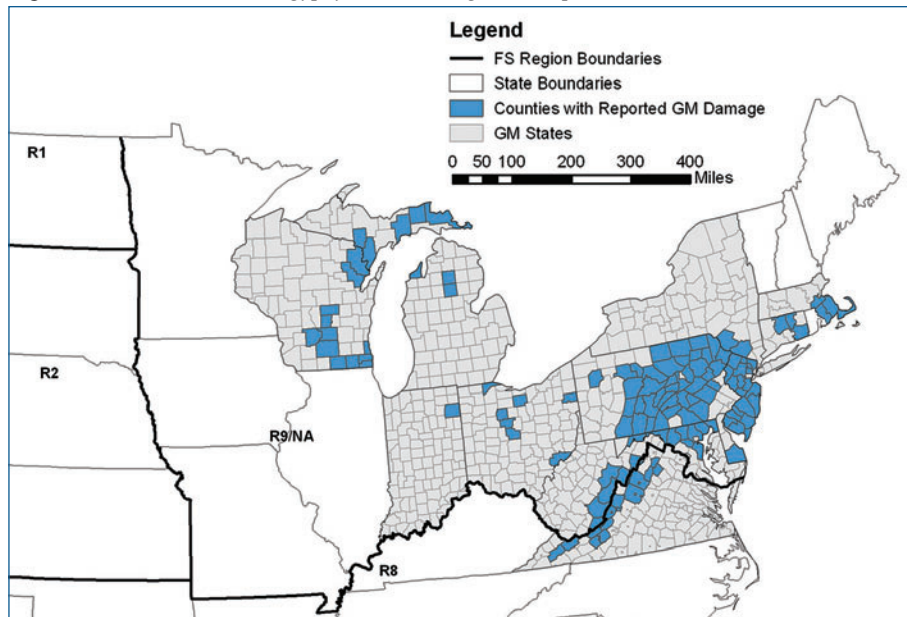 Legend
FS Region Boundaries
State Boundaries
Counties with Reported GM Damage
GM States
0 50 100 200 300 400
Miles
R1
R2
R9/NA
R8